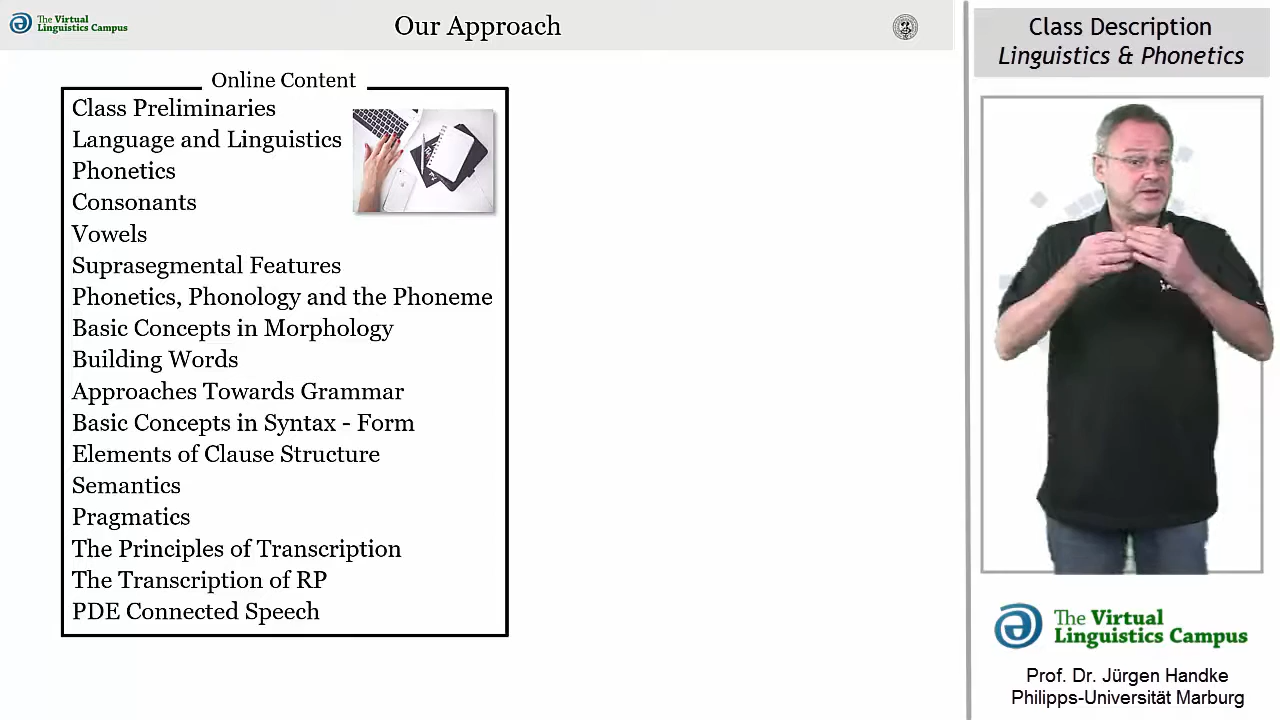 The Virtual
Linguistics Campus
Our Approach
Online Content
Class Preliminaries
Language and Linguistics
Phonetics
Consonants
Vowels
Suprasegmental Features
Phonetics, Phonology and the Phoneme
Basic Concepts in Morphology
Building Words
Approaches Towards Grammar
Basic Concepts in Syntax - Form
Elements of Clause Structure
Semantics
Pragmatics
The Principles of Transcription
The Transcription of RP
PDE Connected Speech
Class Description
Linguistics & Phonetics
The Virtual
Linguistics Campus
Prof. Dr. Jürgen Handke
Philipps-Universität Marburg